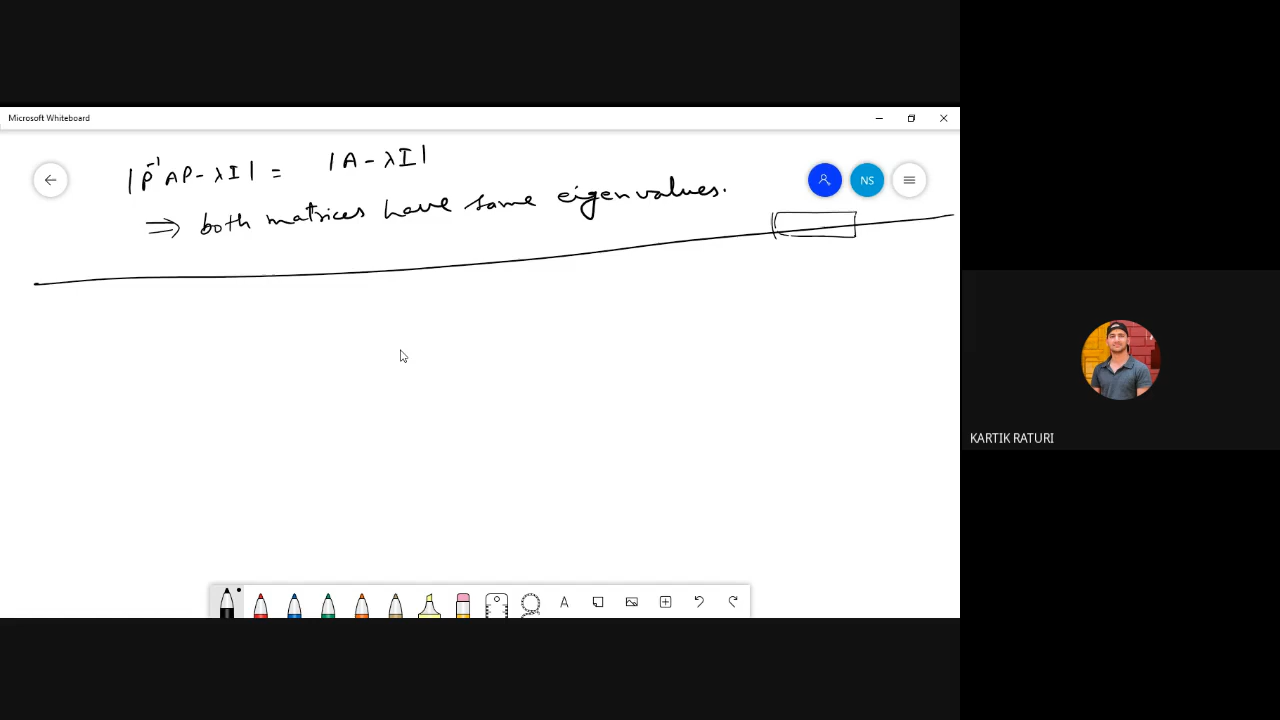 Microsoft Whiteboard
|P⁻¹AP - λI| = |A - λI|
NS
⇒ both matrices have same eigenvalues.
KARTIK RATURI
A